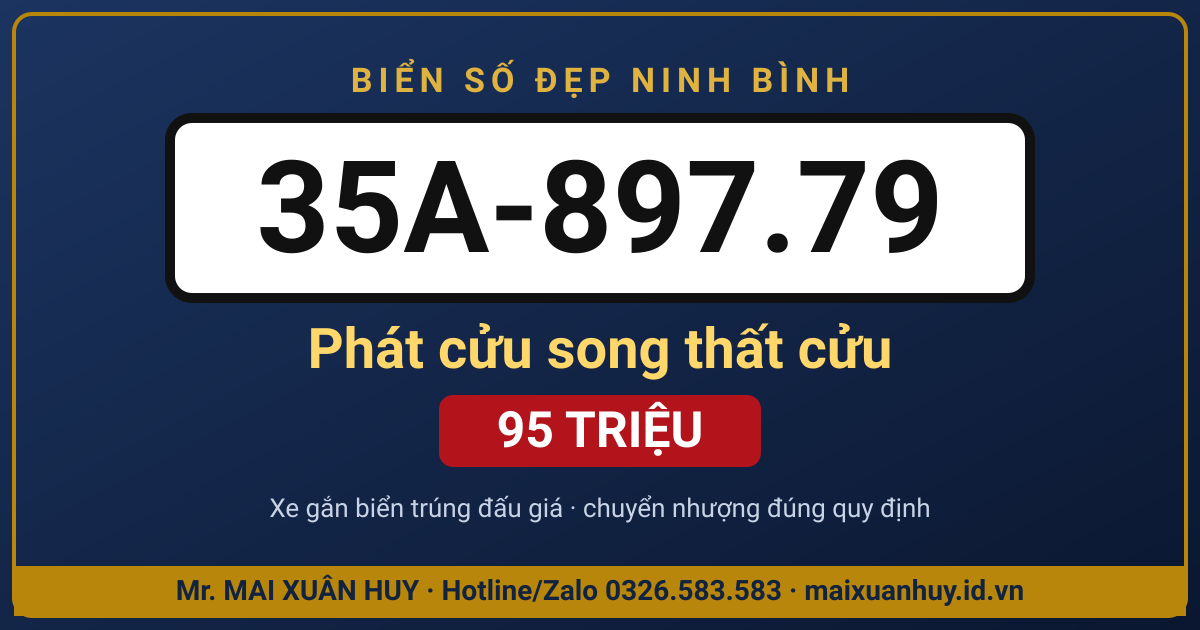 BIỂN SỐ ĐẸP NINH BÌNH
35A-897.79
Phát cửu song thất cửu
95 TRIỆU
Xe gắn biển trúng đấu giá · chuyển nhượng đúng quy định
Mr. MAI XUÂN HUY · Hotline/Zalo 0326.583.583 · maixuanhuy.id.vn